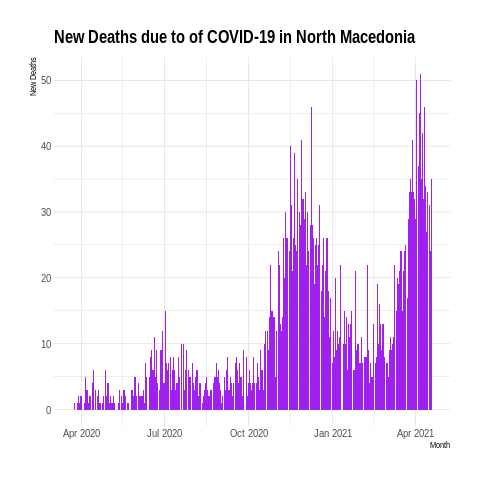 New Deaths due to of COVID-19 in North Macedonia
New Deaths
50
40
30
20
10
0
Apr 2020 Jul 2020 Oct 2020 Jan 2021 Apr 2021
Month